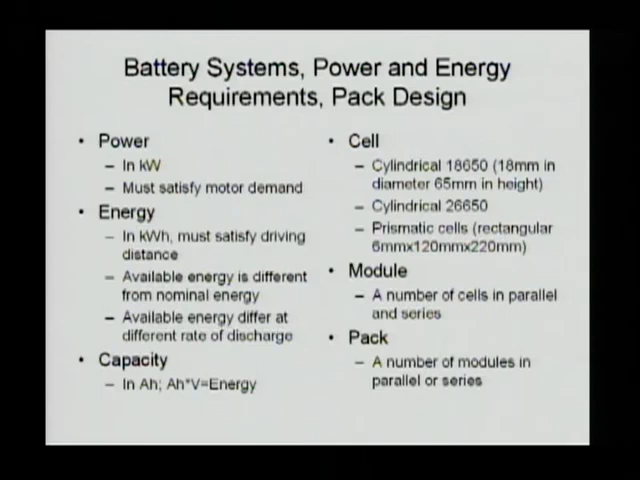 Battery Systems, Power and Energy
Requirements, Pack Design
• Power
– In kW
– Must satisfy motor demand
• Energy
– In kWh, must satisfy driving
distance
– Available energy is different
from nominal energy
– Available energy differ at
different rate of discharge
• Capacity
– In Ah; Ah*V=Energy
• Cell
– Cylindrical 18650 (18mm in
diameter 65mm in height)
– Cylindrical 26650
– Prismatic cells (rectangular
6mmx120mmx220mm)
• Module
– A number of cells in parallel
and series
• Pack
– A number of modules in
parallel or series